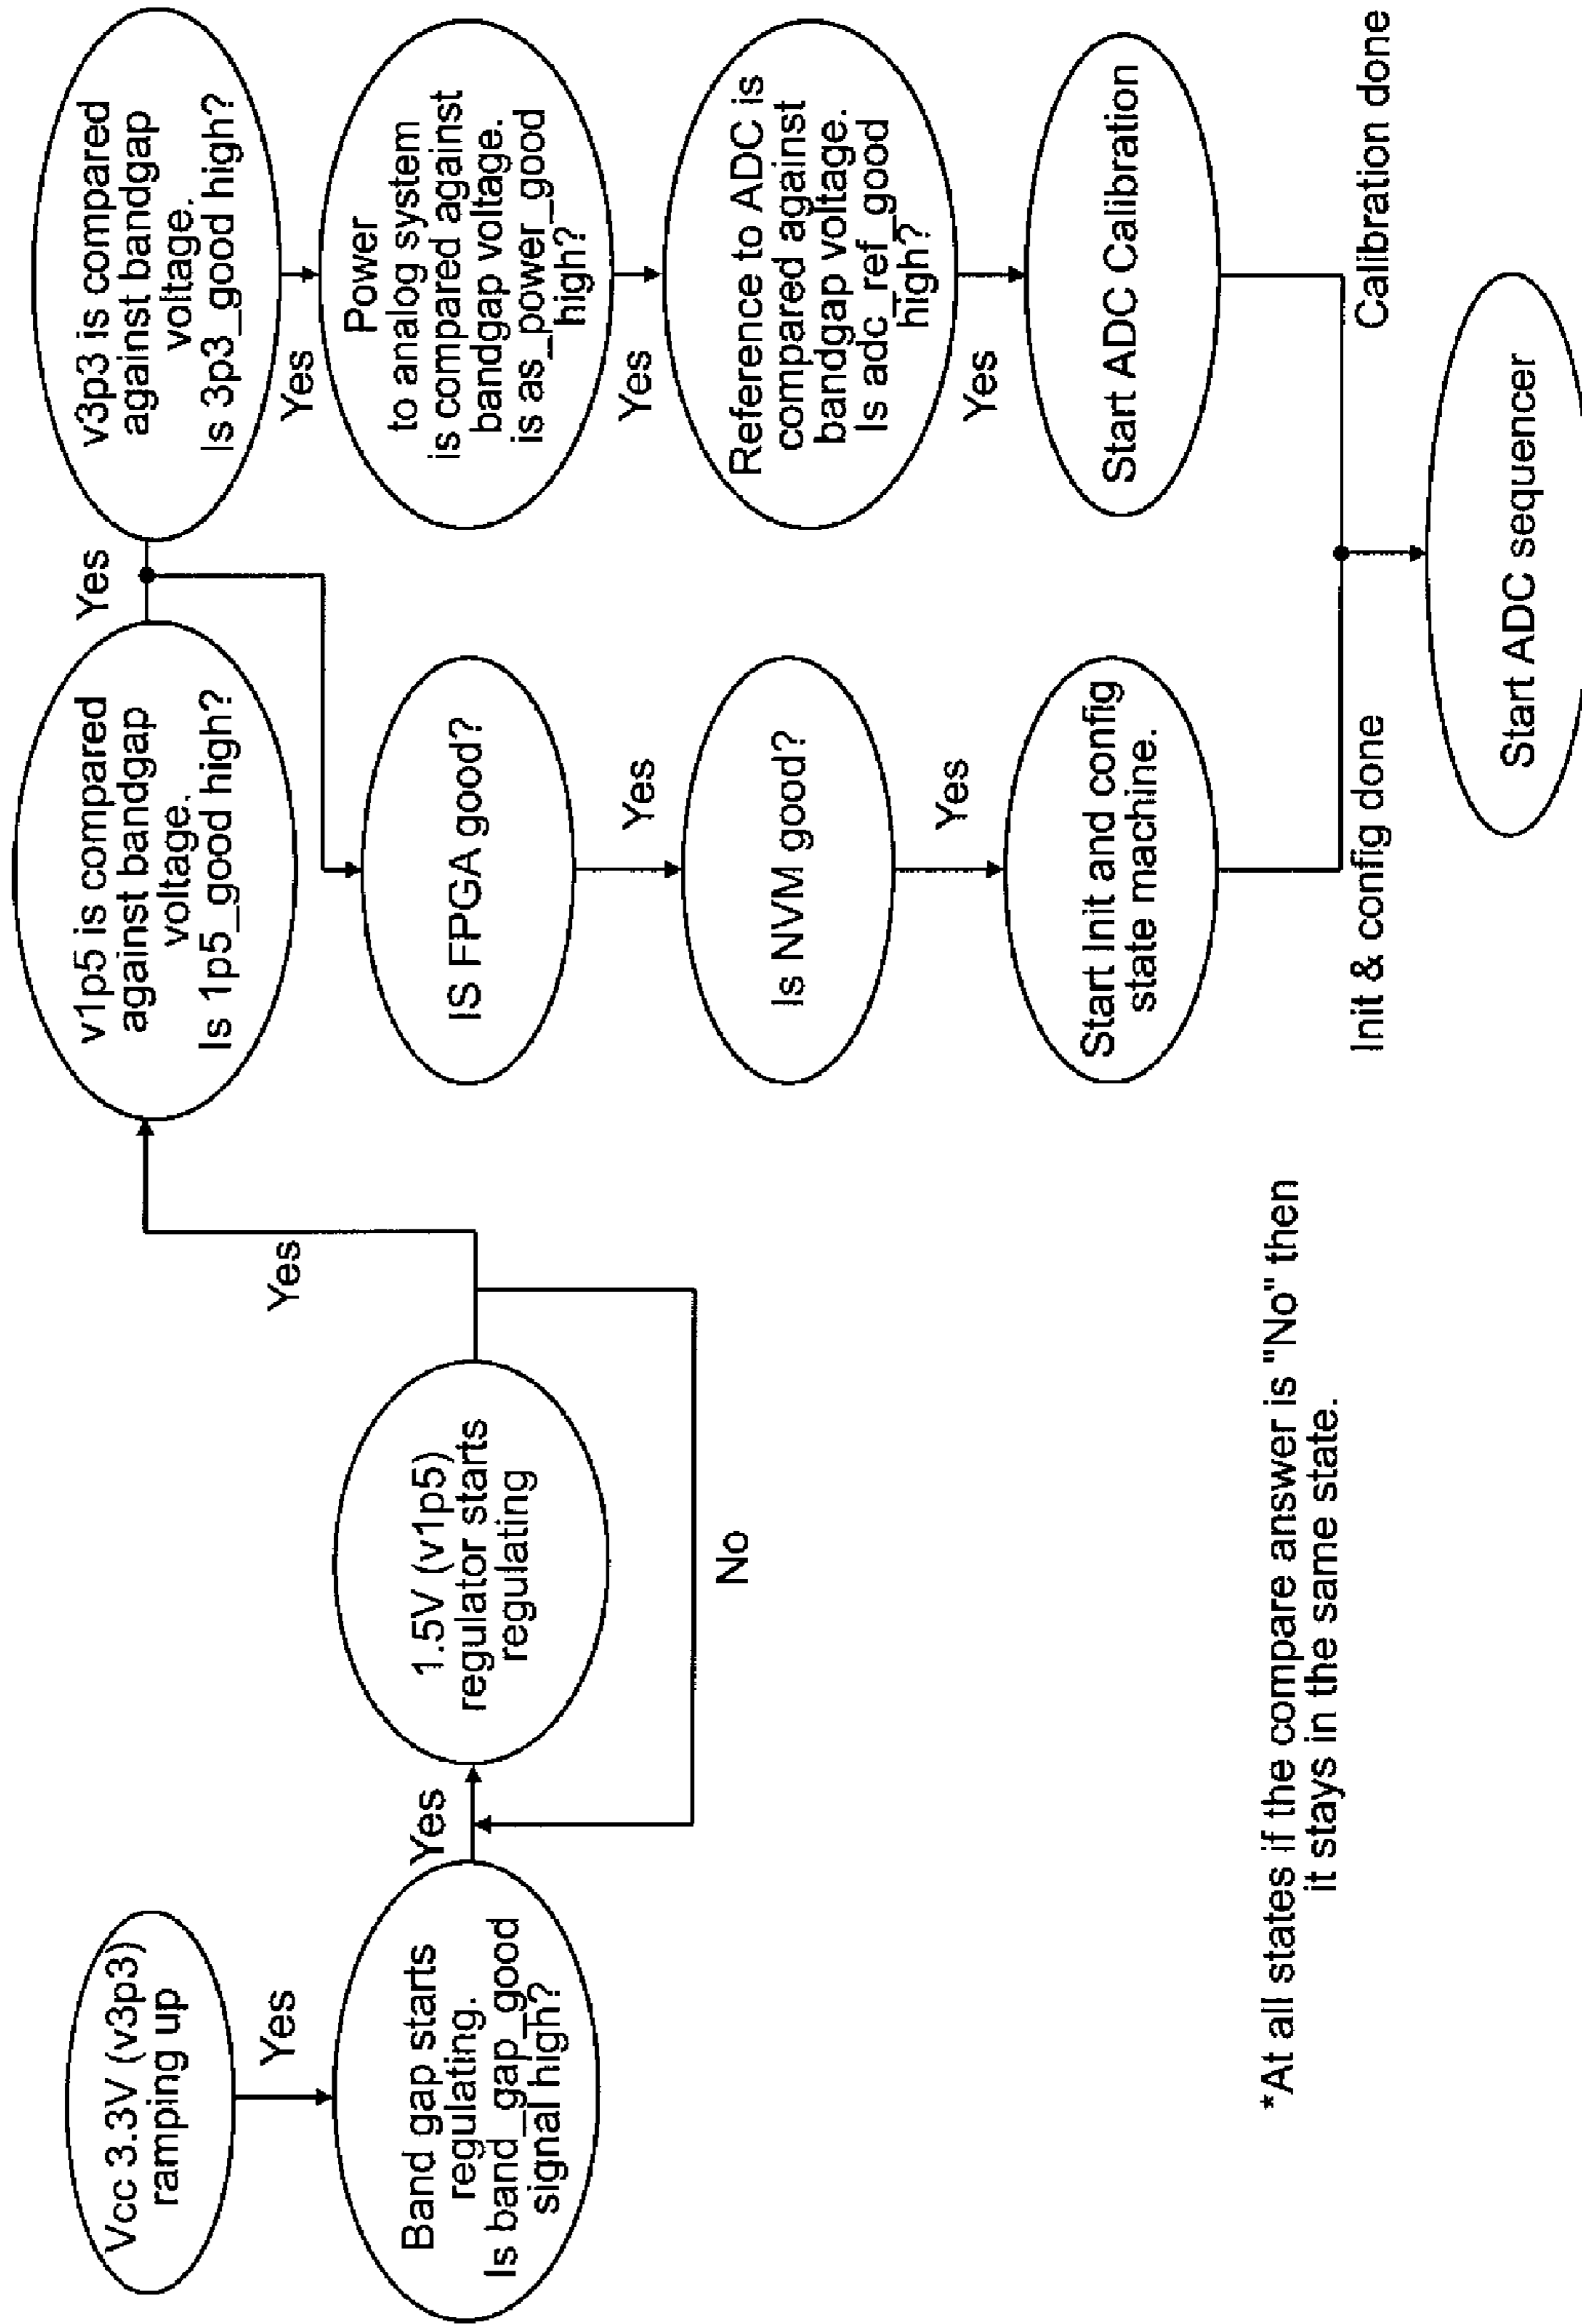 Vcc 3.3V (v3p3)
ramping up
Yes
Band gap starts
regulating.
Is band_gap_good
signal high?
Yes
1.5V (v1p5)
regulator starts
regulating
No
Yes
v1p5 is compared
against bandgap
voltage.
Is 1p5_good high?
Yes
IS FPGA good?
Yes
Is NVM good?
Yes
Start Init and config
state machine.
Init & config done
v3p3 is compared
against bandgap
voltage.
Is 3p3_good high?
Yes
Power
to analog system
is compared against
bandgap voltage.
is as_power_good
high?
Yes
Reference to ADC is
compared against
bandgap voltage.
Is adc_ref_good
high?
Yes
Start ADC Calibration
Calibration done
Start ADC sequencer
*At all states if the compare answer is "No" then
it stays in the same state.